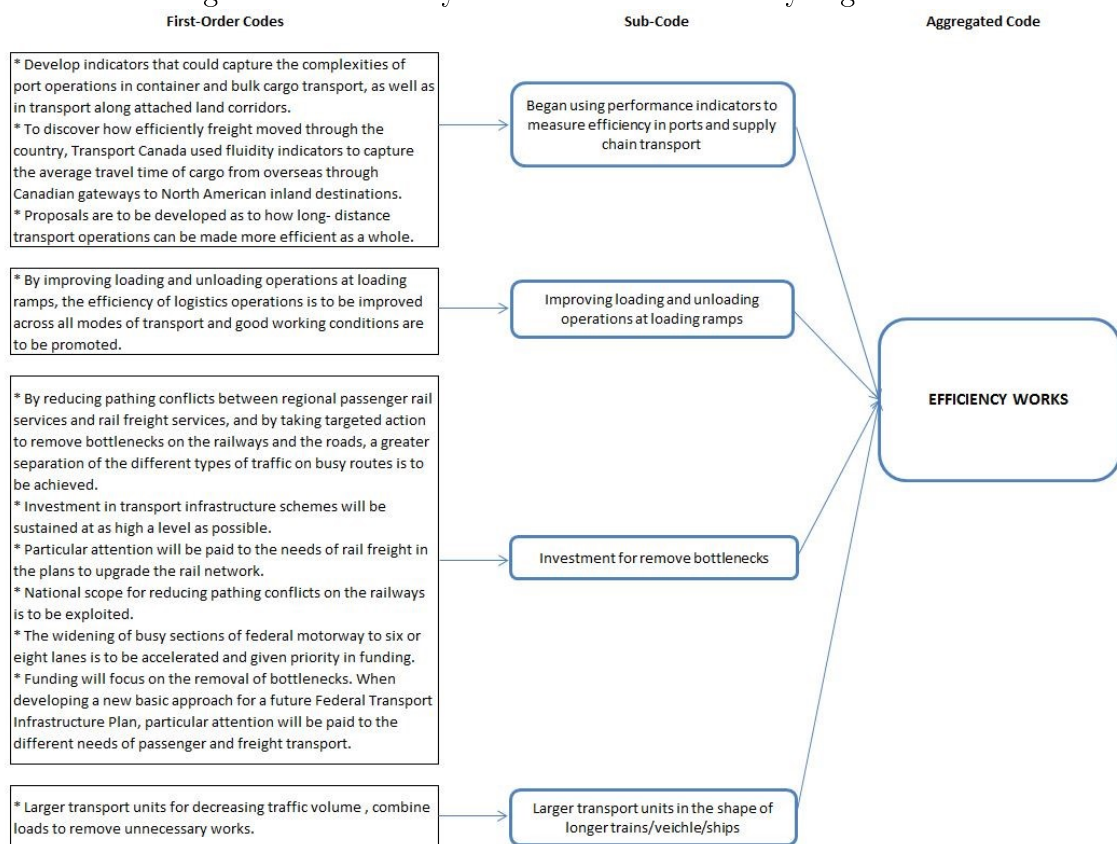 First-Order Codes
Sub-Code
Aggregated Code
* Develop indicators that could capture the complexities of
port operations in container and bulk cargo transport, as well as
in transport along attached land corridors.
* To discover how efficiently freight moved through the
country, Transport Canada used fluidity indicators to capture
the average travel time of cargo from overseas through
Canadian gateways to North American inland destinations.
* Proposals are to be developed as to how long- distance
transport operations can be made more efficient as a whole.
Began using performance indicators to
measure efficiency in ports and supply
chain transport
* By improving loading and unloading operations at loading
ramps, the efficiency of logistics operations is to be improved
across all modes of transport and good working conditions are
to be promoted.
Improving loading and unloading
operations at loading ramps
EFFICIENCY WORKS
* By reducing pathing conflicts between regional passenger rail
services and rail freight services, and by taking targeted action
to remove bottlenecks on the railways and the roads, a greater
separation of the different types of traffic on busy routes is to
be achieved.
* Investment in transport infrastructure schemes will be
sustained at as high a level as possible.
* Particular attention will be paid to the needs of rail freight in
the plans to upgrade the rail network.
* National scope for reducing pathing conflicts on the railways
is to be exploited.
* The widening of busy sections of federal motorway to six or
eight lanes is to be accelerated and given priority in funding.
* Funding will focus on the removal of bottlenecks. When
developing a new basic approach for a future Federal Transport
Infrastructure Plan, particular attention will be paid to the
different needs of passenger and freight transport.
Investment for remove bottlenecks
* Larger transport units for decreasing traffic volume , combine
loads to remove unnecessary works.
Larger transport units in the shape of
longer trains/veichle/ships